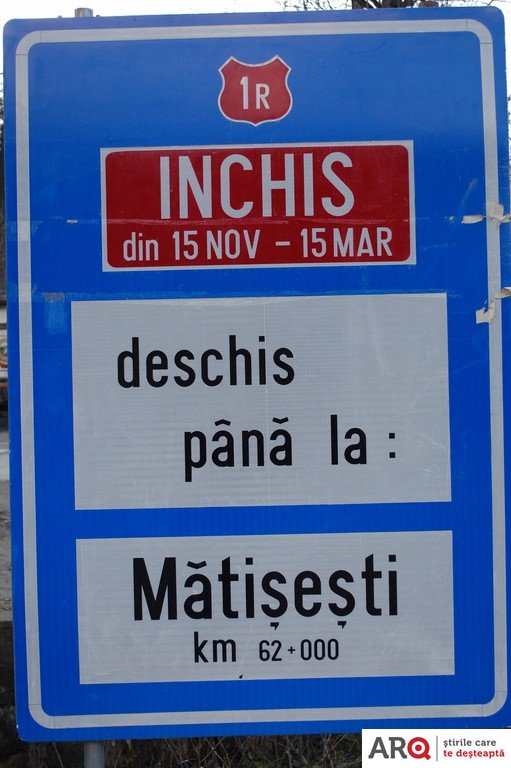 1R
INCHIS
din 15 NOV - 15 MAR
deschis
până la :
Mătișești
km 62+000
ARQ
știrile care
te deșteaptă